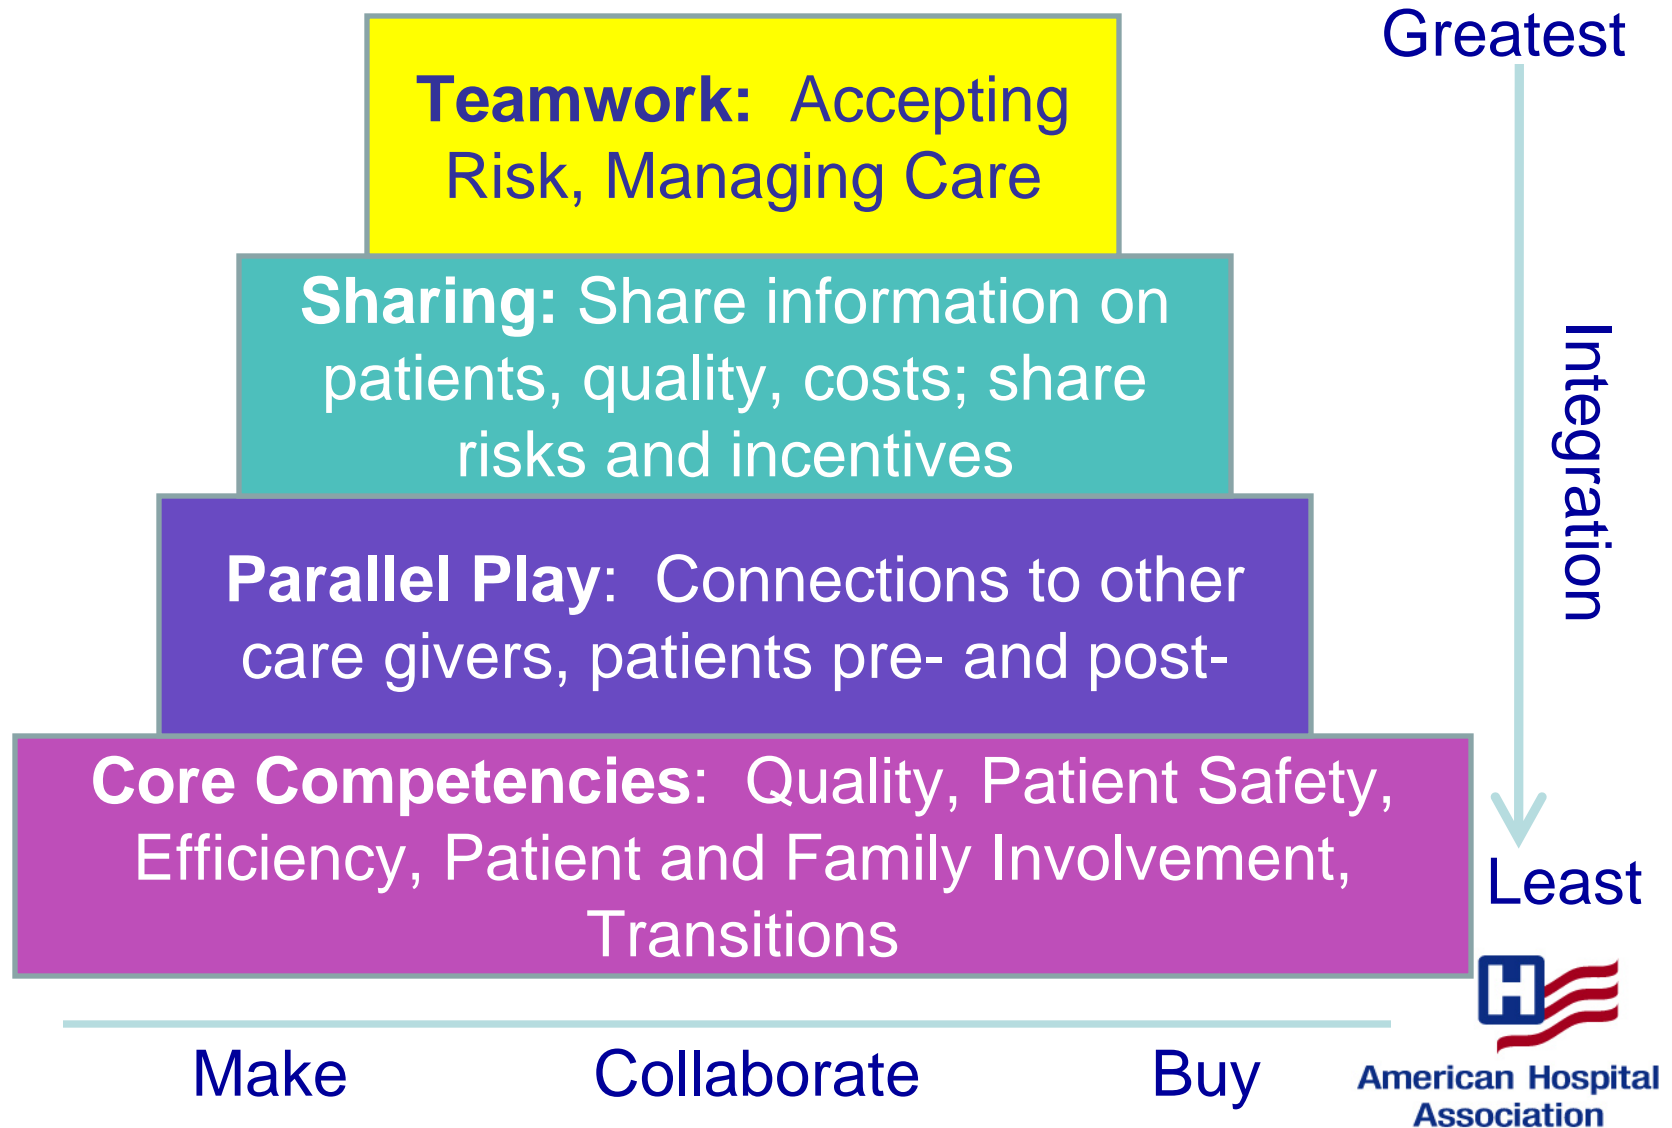 Greatest
Teamwork:  Accepting
Risk, Managing Care
Sharing: Share information on
patients, quality, costs; share
risks and incentives
Integration
Parallel Play:  Connections to other
care givers, patients pre- and post-
Core Competencies:  Quality, Patient Safety,
Efficiency, Patient and Family Involvement,
Transitions
Least
Make
Collaborate
Buy
H
American Hospital
Association